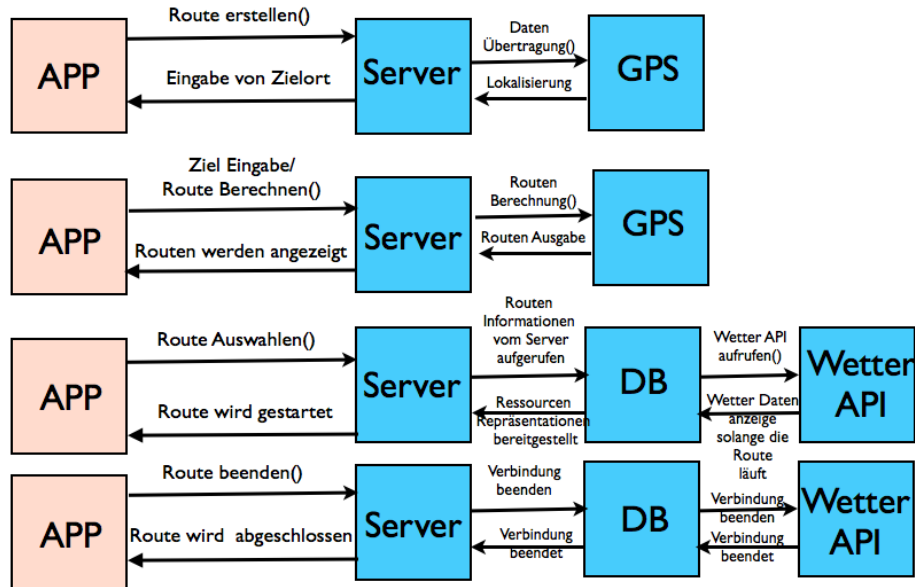 Route erstellen()
APP
Eingabe von Zielort
Server
Daten
Übertragung()
Lokalisierung
GPS
Ziel Eingabe/
Route Berechnen()
APP
Routen werden angezeigt
Server
Routen
Berechnung()
Routen Ausgabe
GPS
Route Auswahlen()
APP
Route wird gestartet
Server
Routen
Informationen
vom Server
aufgerufen
Ressourcen
Repräsentationen
bereitgestellt
DB
Wetter API
aufrufen()
Wetter Daten
anzeige
solange die
Route
läuft
Wetter
API
Route beenden()
APP
Route wird abgeschlossen
Server
Verbindung
beenden
Verbindung
beendet
DB
Verbindung
beenden
Verbindung
beendet
Wetter
API